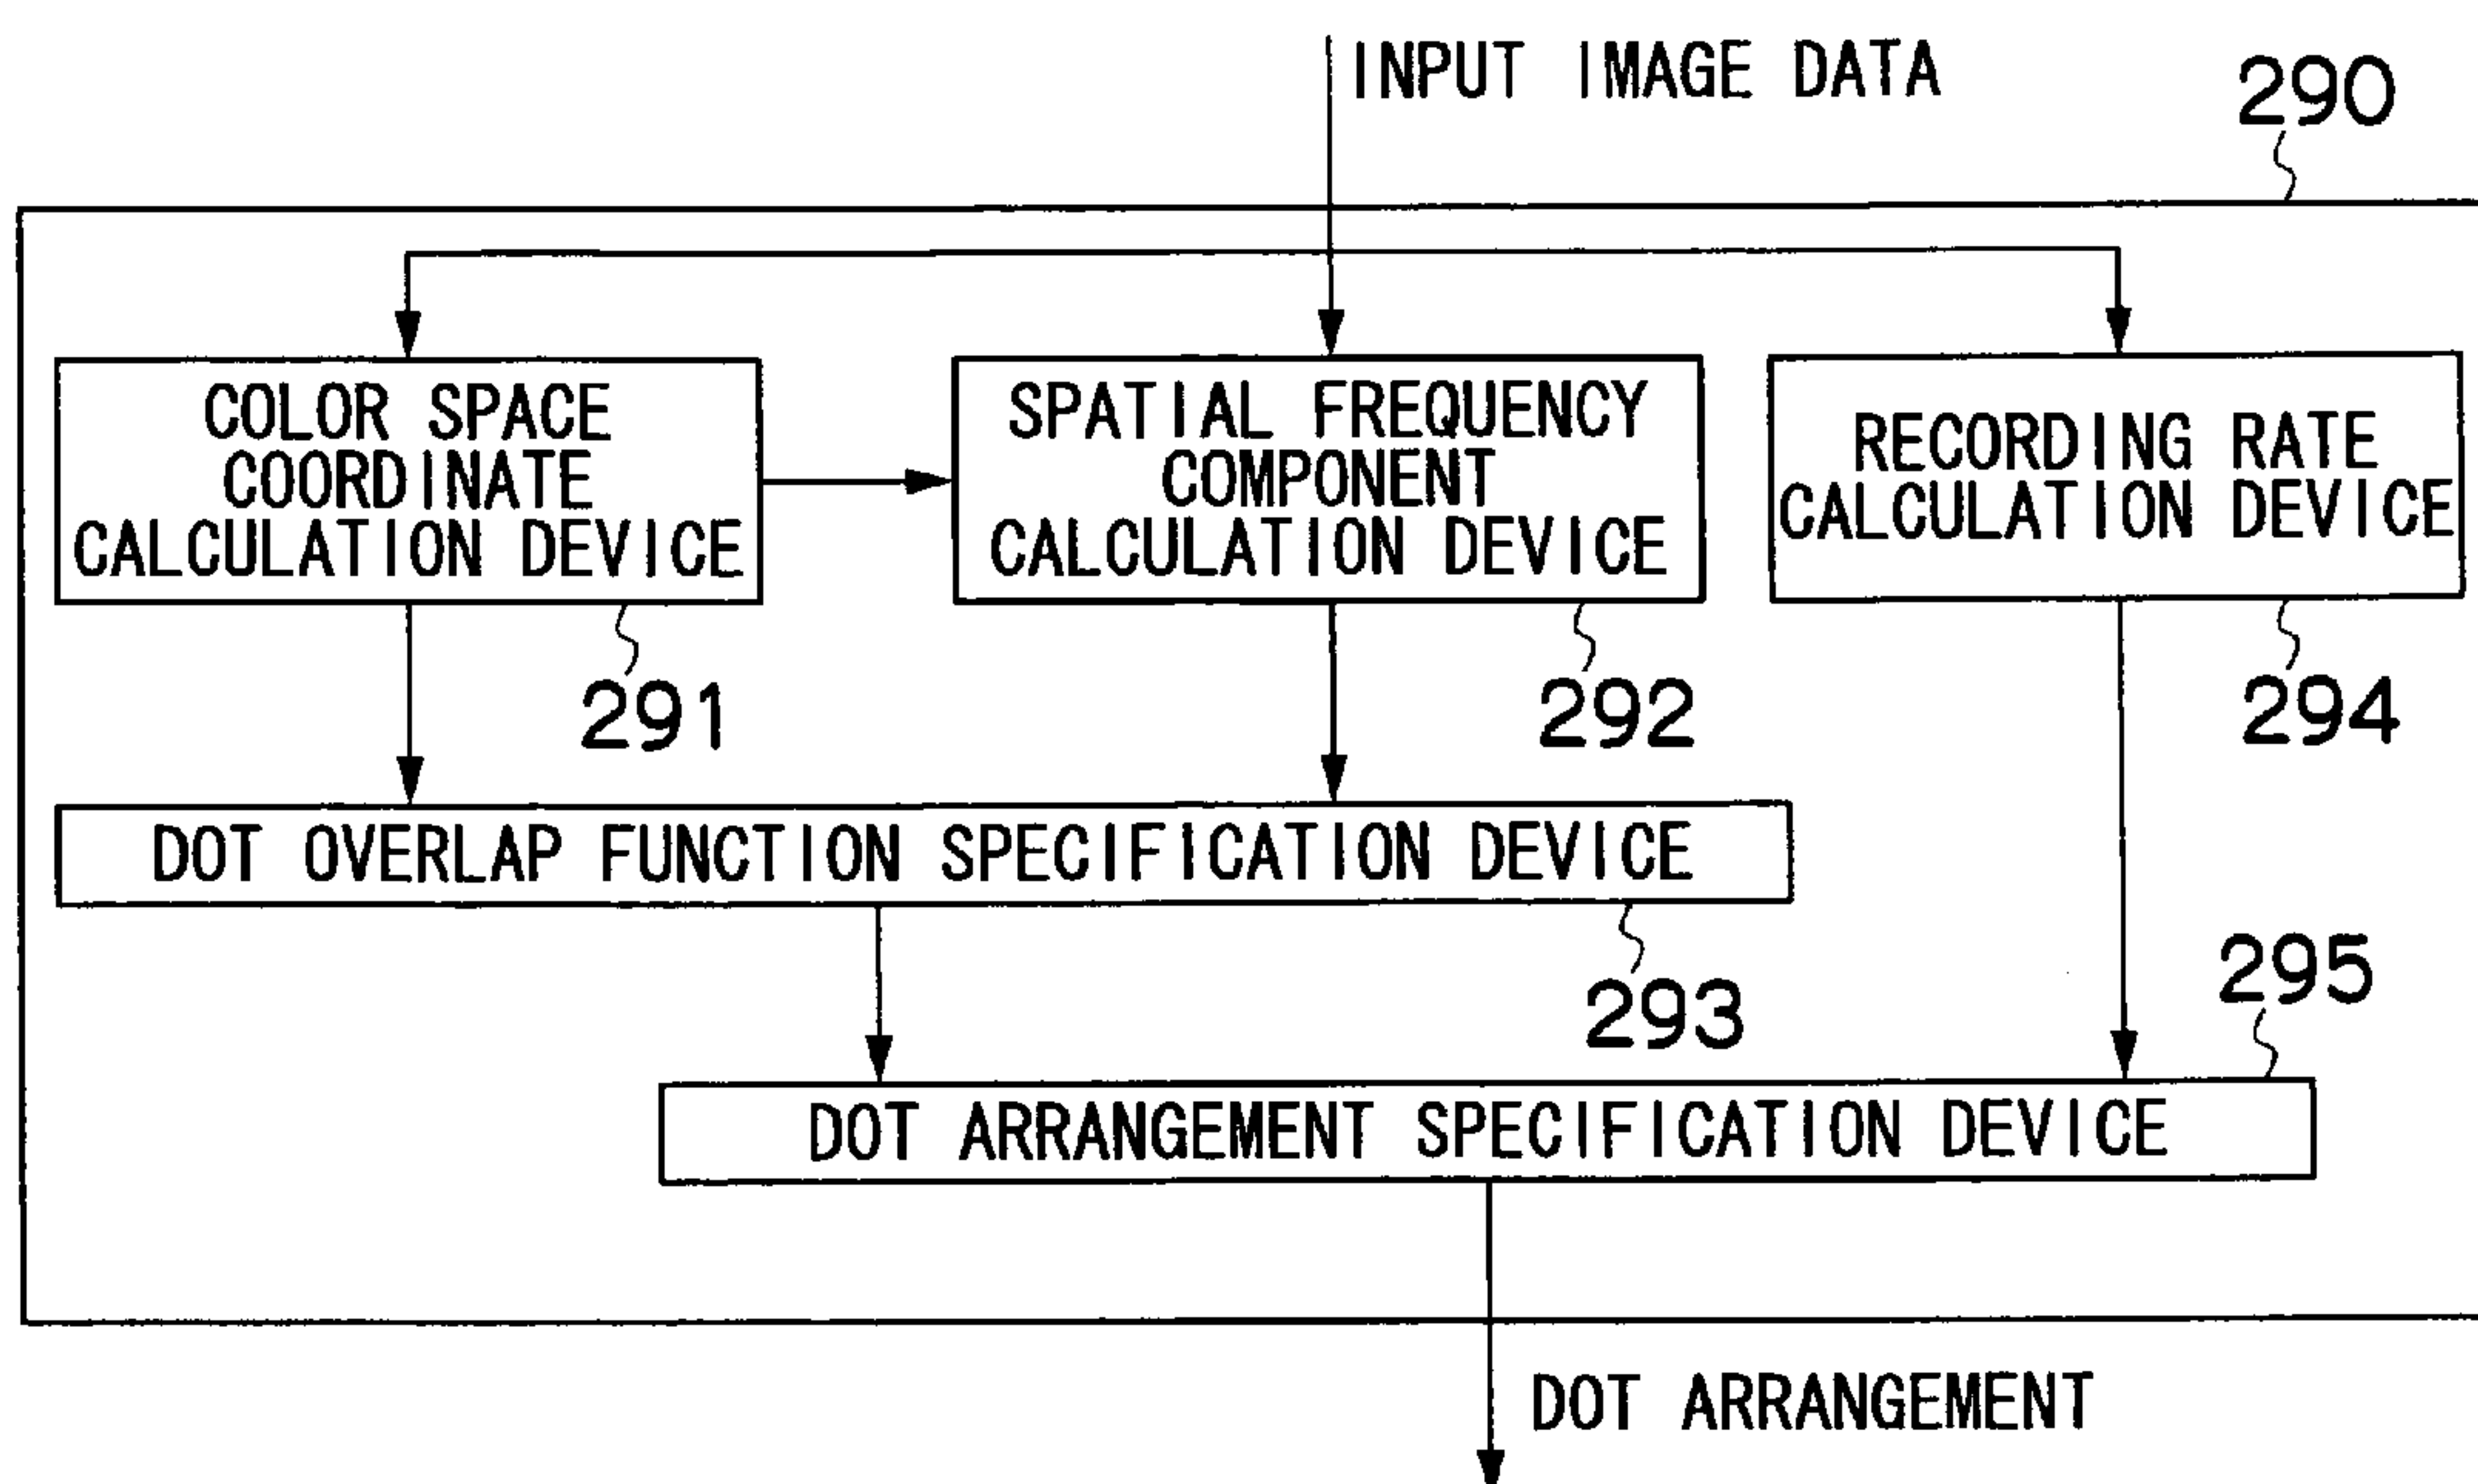 INPUT IMAGE DATA
290
COLOR SPACE
COORDINATE
CALCULATION DEVICE
SPATIAL FREQUENCY
COMPONENT
CALCULATION DEVICE
RECORDING RATE
CALCULATION DEVICE
291
292
294
DOT OVERLAP FUNCTION SPECIFICATION DEVICE
293
295
DOT ARRANGEMENT SPECIFICATION DEVICE
DOT ARRANGEMENT